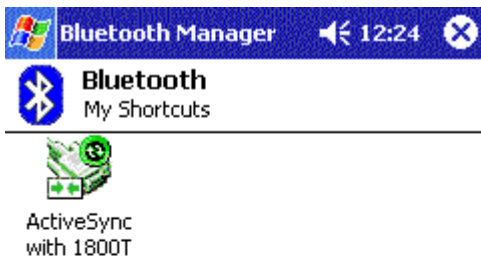 Bluetooth Manager 12:24
Bluetooth
My Shortcuts
ActiveSync
with 1800T